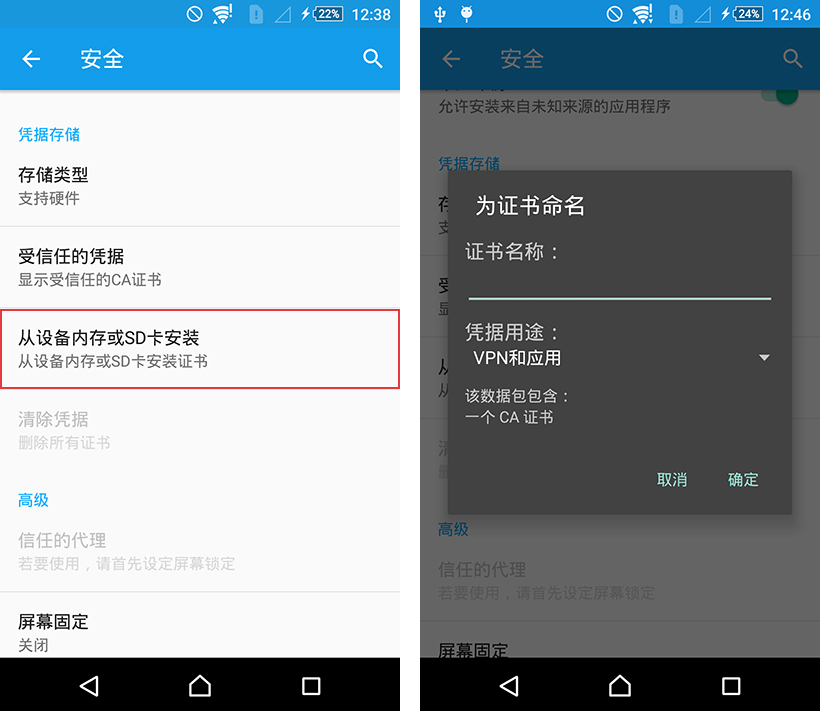 22% 12:38
安全
凭据存储
存储类型
支持硬件
受信任的凭据
显示受信任的CA证书
从设备内存或SD卡安装
从设备内存或SD卡安装证书
清除凭据
删除所有证书
高级
信任的代理
若要使用，请首先设定屏幕锁定
屏幕固定
关闭
24% 12:46
安全
允许安装来自未知来源的应用程序
凭据存储
为证书命名
证书名称：
凭据用途：
VPN和应用
该数据包包含：
一个 CA 证书
取消 确定
高级
信任的代理
若要使用，请首先设定屏幕锁定
屏幕固定